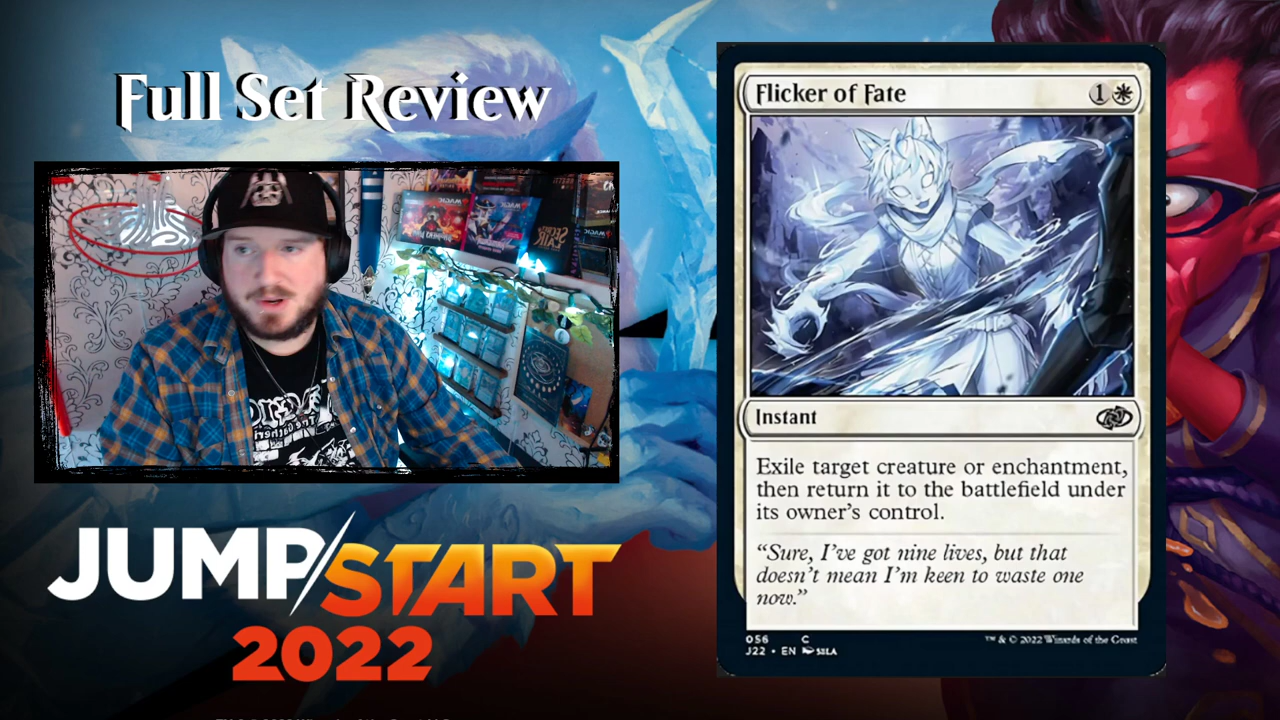 Full Set Review
JUMP/START
2022
Flicker of Fate
1
Instant
Exile target creature or enchantment,
then return it to the battlefield under
its owner's control.
“Sure, I've got nine lives, but that
doesn't mean I'm keen to waste one
now.”
056 C
J22 • EN SILA
™ & © 2022 Wizards of the Coast